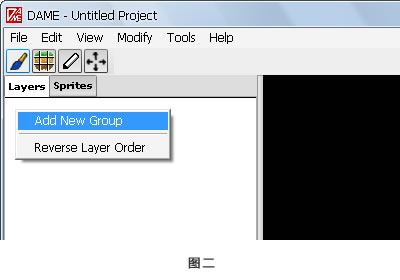 DAME - Untitled Project
File Edit View Modify Tools Help
Layers Sprites
Add New Group
Reverse Layer Order
图二